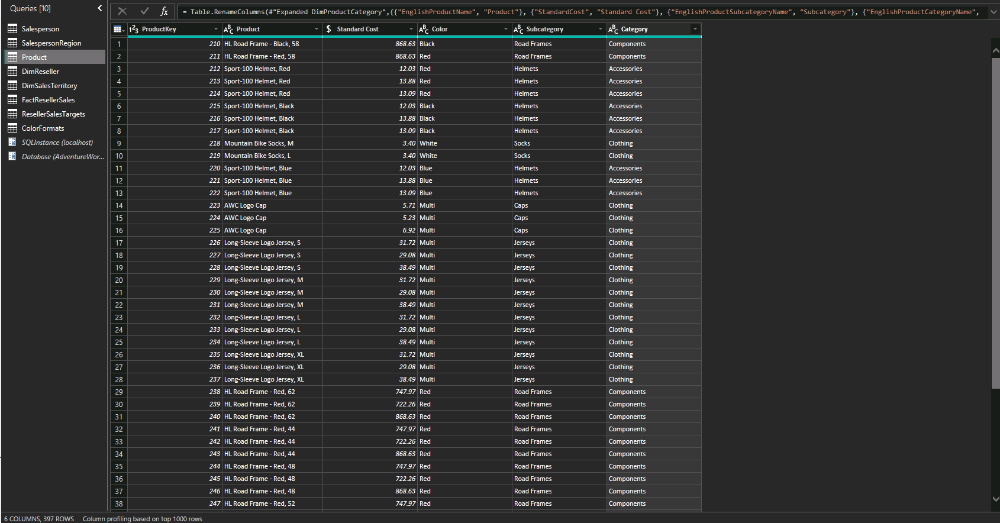 Queries [10]
Salesperson
SalespersonRegion
Product
DimReseller
DimSalesTerritory
FactResellerSales
ResellerSalesTargets
ColorFormats
SQLInstance (localhost)
Database (AdventureWor...
fx = Table.RenameColumns(#"Expanded DimProductCategory",{{"EnglishProductName", "Product"}, {"StandardCost", "Standard Cost"}, {"EnglishProductSubcategoryName", "Subcategory"}, {"EnglishProductCategoryName",
123 ProductKey ABC Product $ Standard Cost ABC Color ABC Subcategory ABC Category
1 210 HL Road Frame - Black, 58 868.63 Black Road Frames Components
2 211 HL Road Frame - Red, 58 868.63 Red Road Frames Components
3 212 Sport-100 Helmet, Red 12.03 Red Helmets Accessories
4 213 Sport-100 Helmet, Red 13.88 Red Helmets Accessories
5 214 Sport-100 Helmet, Red 13.09 Red Helmets Accessories
6 215 Sport-100 Helmet, Black 12.03 Black Helmets Accessories
7 216 Sport-100 Helmet, Black 13.88 Black Helmets Accessories
8 217 Sport-100 Helmet, Black 13.09 Black Helmets Accessories
9 218 Mountain Bike Socks, M 3.40 White Socks Clothing
10 219 Mountain Bike Socks, L 3.40 White Socks Clothing
11 220 Sport-100 Helmet, Blue 12.03 Blue Helmets Accessories
12 221 Sport-100 Helmet, Blue 13.88 Blue Helmets Accessories
13 222 Sport-100 Helmet, Blue 13.09 Blue Helmets Accessories
14 223 AWC Logo Cap 5.71 Multi Caps Clothing
15 224 AWC Logo Cap 5.23 Multi Caps Clothing
16 225 AWC Logo Cap 6.92 Multi Caps Clothing
17 226 Long-Sleeve Logo Jersey, S 31.72 Multi Jerseys Clothing
18 227 Long-Sleeve Logo Jersey, S 29.08 Multi Jerseys Clothing
19 228 Long-Sleeve Logo Jersey, S 38.49 Multi Jerseys Clothing
20 229 Long-Sleeve Logo Jersey, M 31.72 Multi Jerseys Clothing
21 230 Long-Sleeve Logo Jersey, M 29.08 Multi Jerseys Clothing
22 231 Long-Sleeve Logo Jersey, M 38.49 Multi Jerseys Clothing
23 232 Long-Sleeve Logo Jersey, L 31.72 Multi Jerseys Clothing
24 233 Long-Sleeve Logo Jersey, L 29.08 Multi Jerseys Clothing
25 234 Long-Sleeve Logo Jersey, L 38.49 Multi Jerseys Clothing
26 235 Long-Sleeve Logo Jersey, XL 31.72 Multi Jerseys Clothing
27 236 Long-Sleeve Logo Jersey, XL 29.08 Multi Jerseys Clothing
28 237 Long-Sleeve Logo Jersey, XL 38.49 Multi Jerseys Clothing
29 238 HL Road Frame - Red, 62 747.97 Red Road Frames Components
30 239 HL Road Frame - Red, 62 722.26 Red Road Frames Components
31 240 HL Road Frame - Red, 62 868.63 Red Road Frames Components
32 241 HL Road Frame - Red, 44 747.97 Red Road Frames Components
33 242 HL Road Frame - Red, 44 722.26 Red Road Frames Components
34 243 HL Road Frame - Red, 44 868.63 Red Road Frames Components
35 244 HL Road Frame - Red, 48 747.97 Red Road Frames Components
36 245 HL Road Frame - Red, 48 722.26 Red Road Frames Components
37 246 HL Road Frame - Red, 48 868.63 Red Road Frames Components
38 247 HL Road Frame - Red, 52 747.97 Red Road Frames Components
6 COLUMNS, 397 ROWS Column profiling based on top 1000 rows